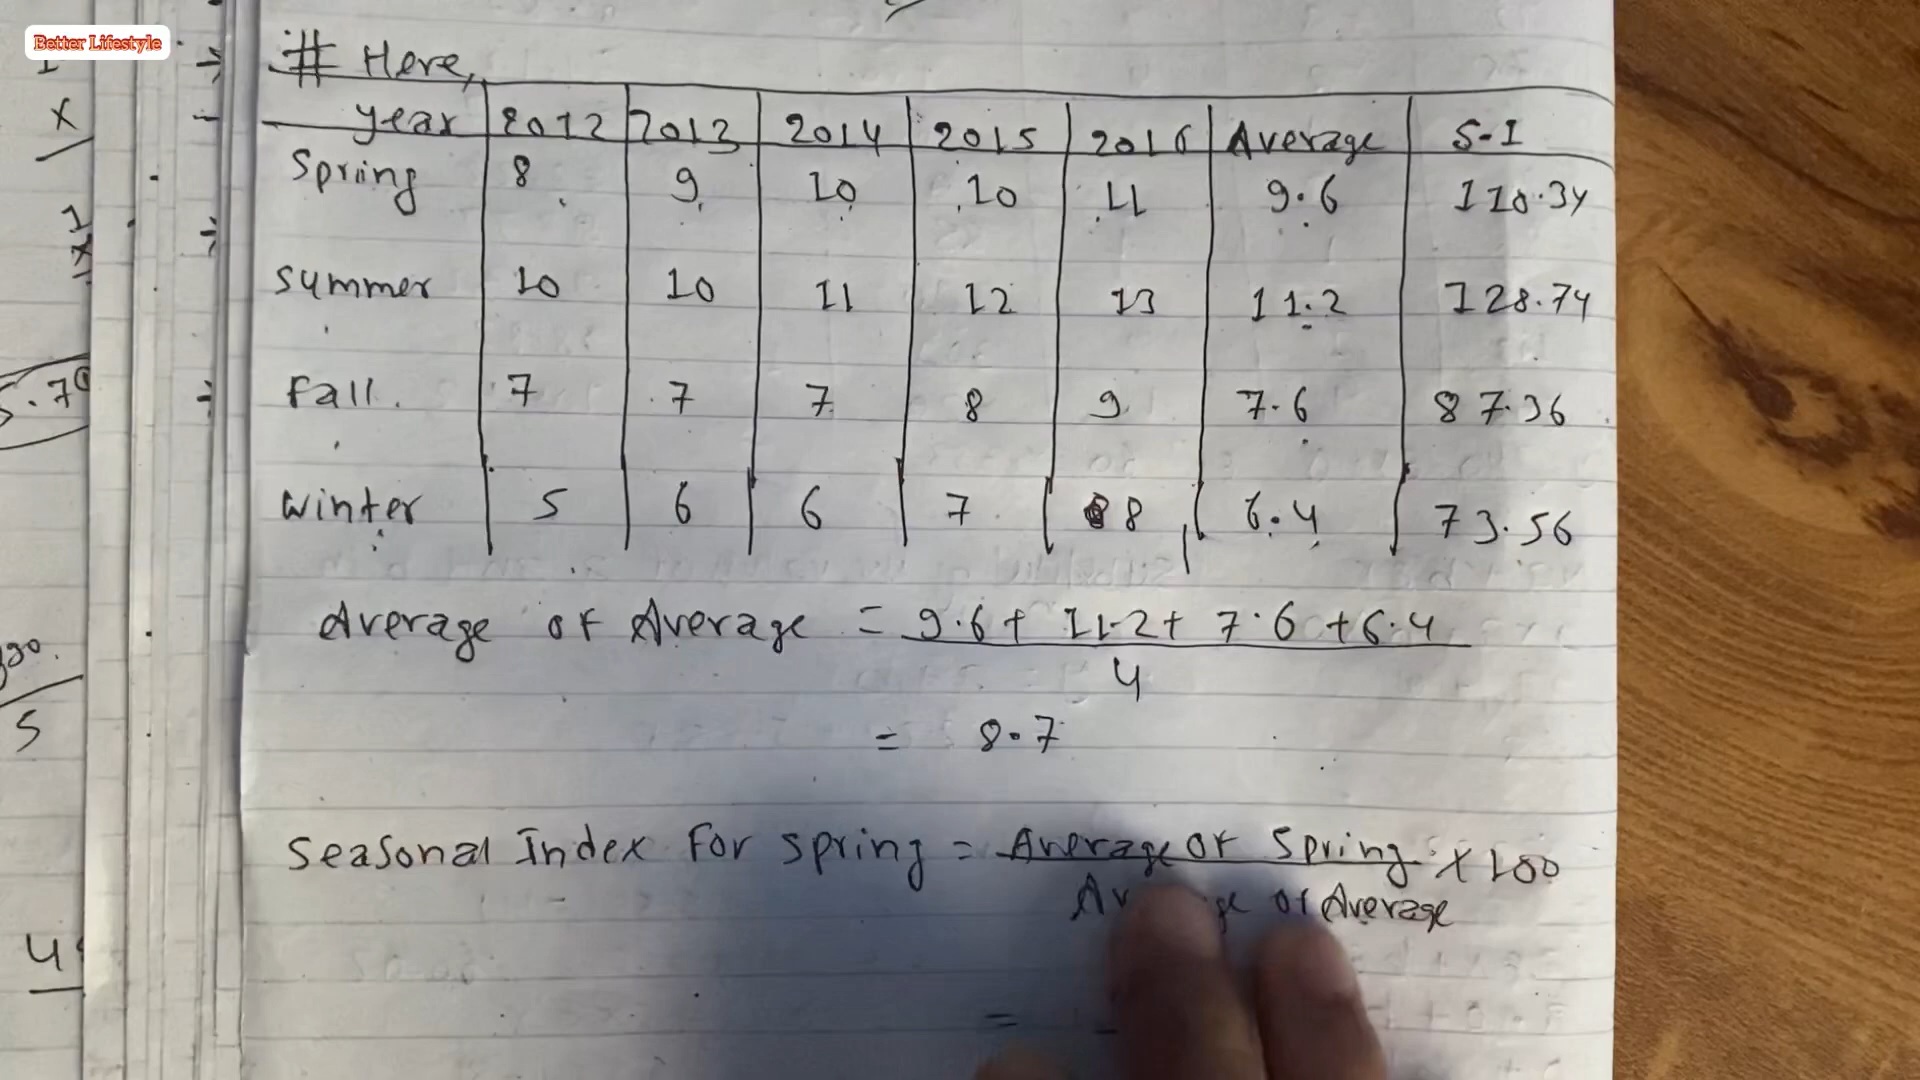 Better Lifestyle
# Here,
year 2012 2013 2014 2015 2016 Average S-I
Spring 8 9 10 10 11 9.6 110.34
Summer 10 10 11 12 13 11.2 128.74
Fall. 7 7 7 8 9 7.6 87.36
Winter 5 6 6 7 8 6.4 73.56
Average of Average = 9.6 + 11.2 + 7.6 + 6.4
4
= 8.7
Seasonal Index For Spring = Average of Spring × 100
of Average
=